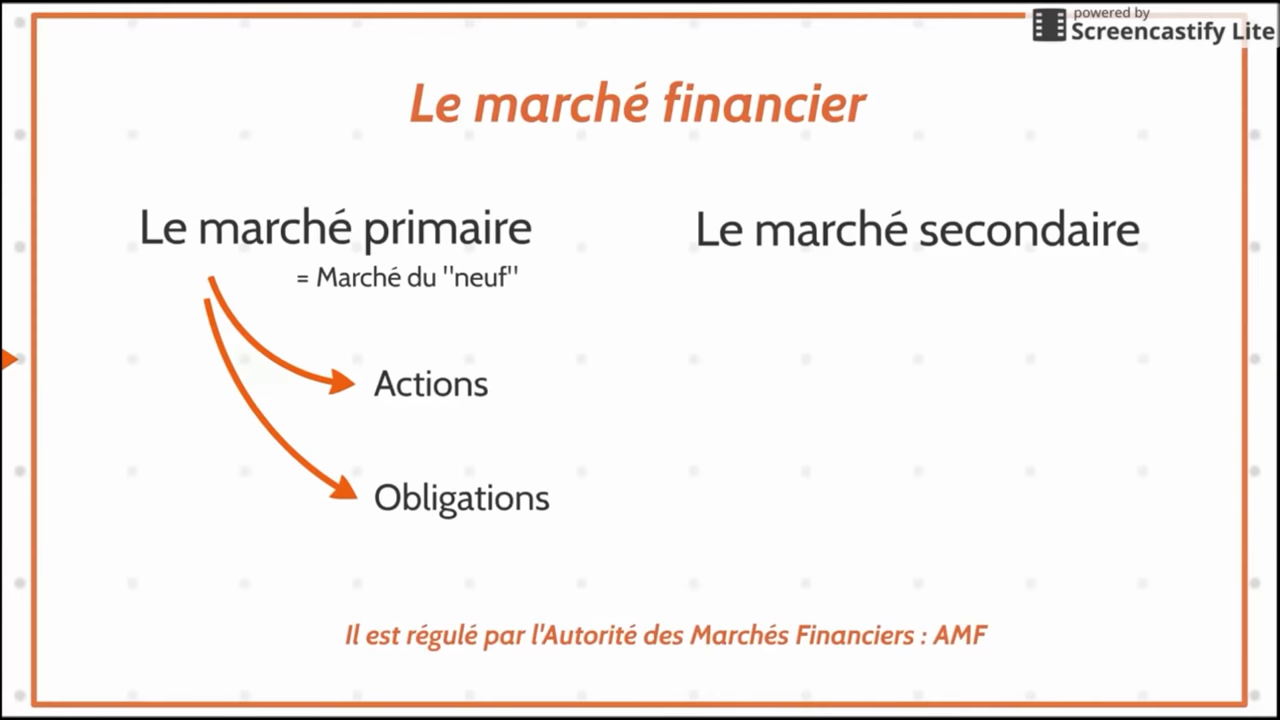 powered by
Screencastify Lite
Le marché financier
Le marché primaire
= Marché du "neuf"
Actions
Obligations
Le marché secondaire
Il est régulé par l'Autorité des Marchés Financiers : AMF